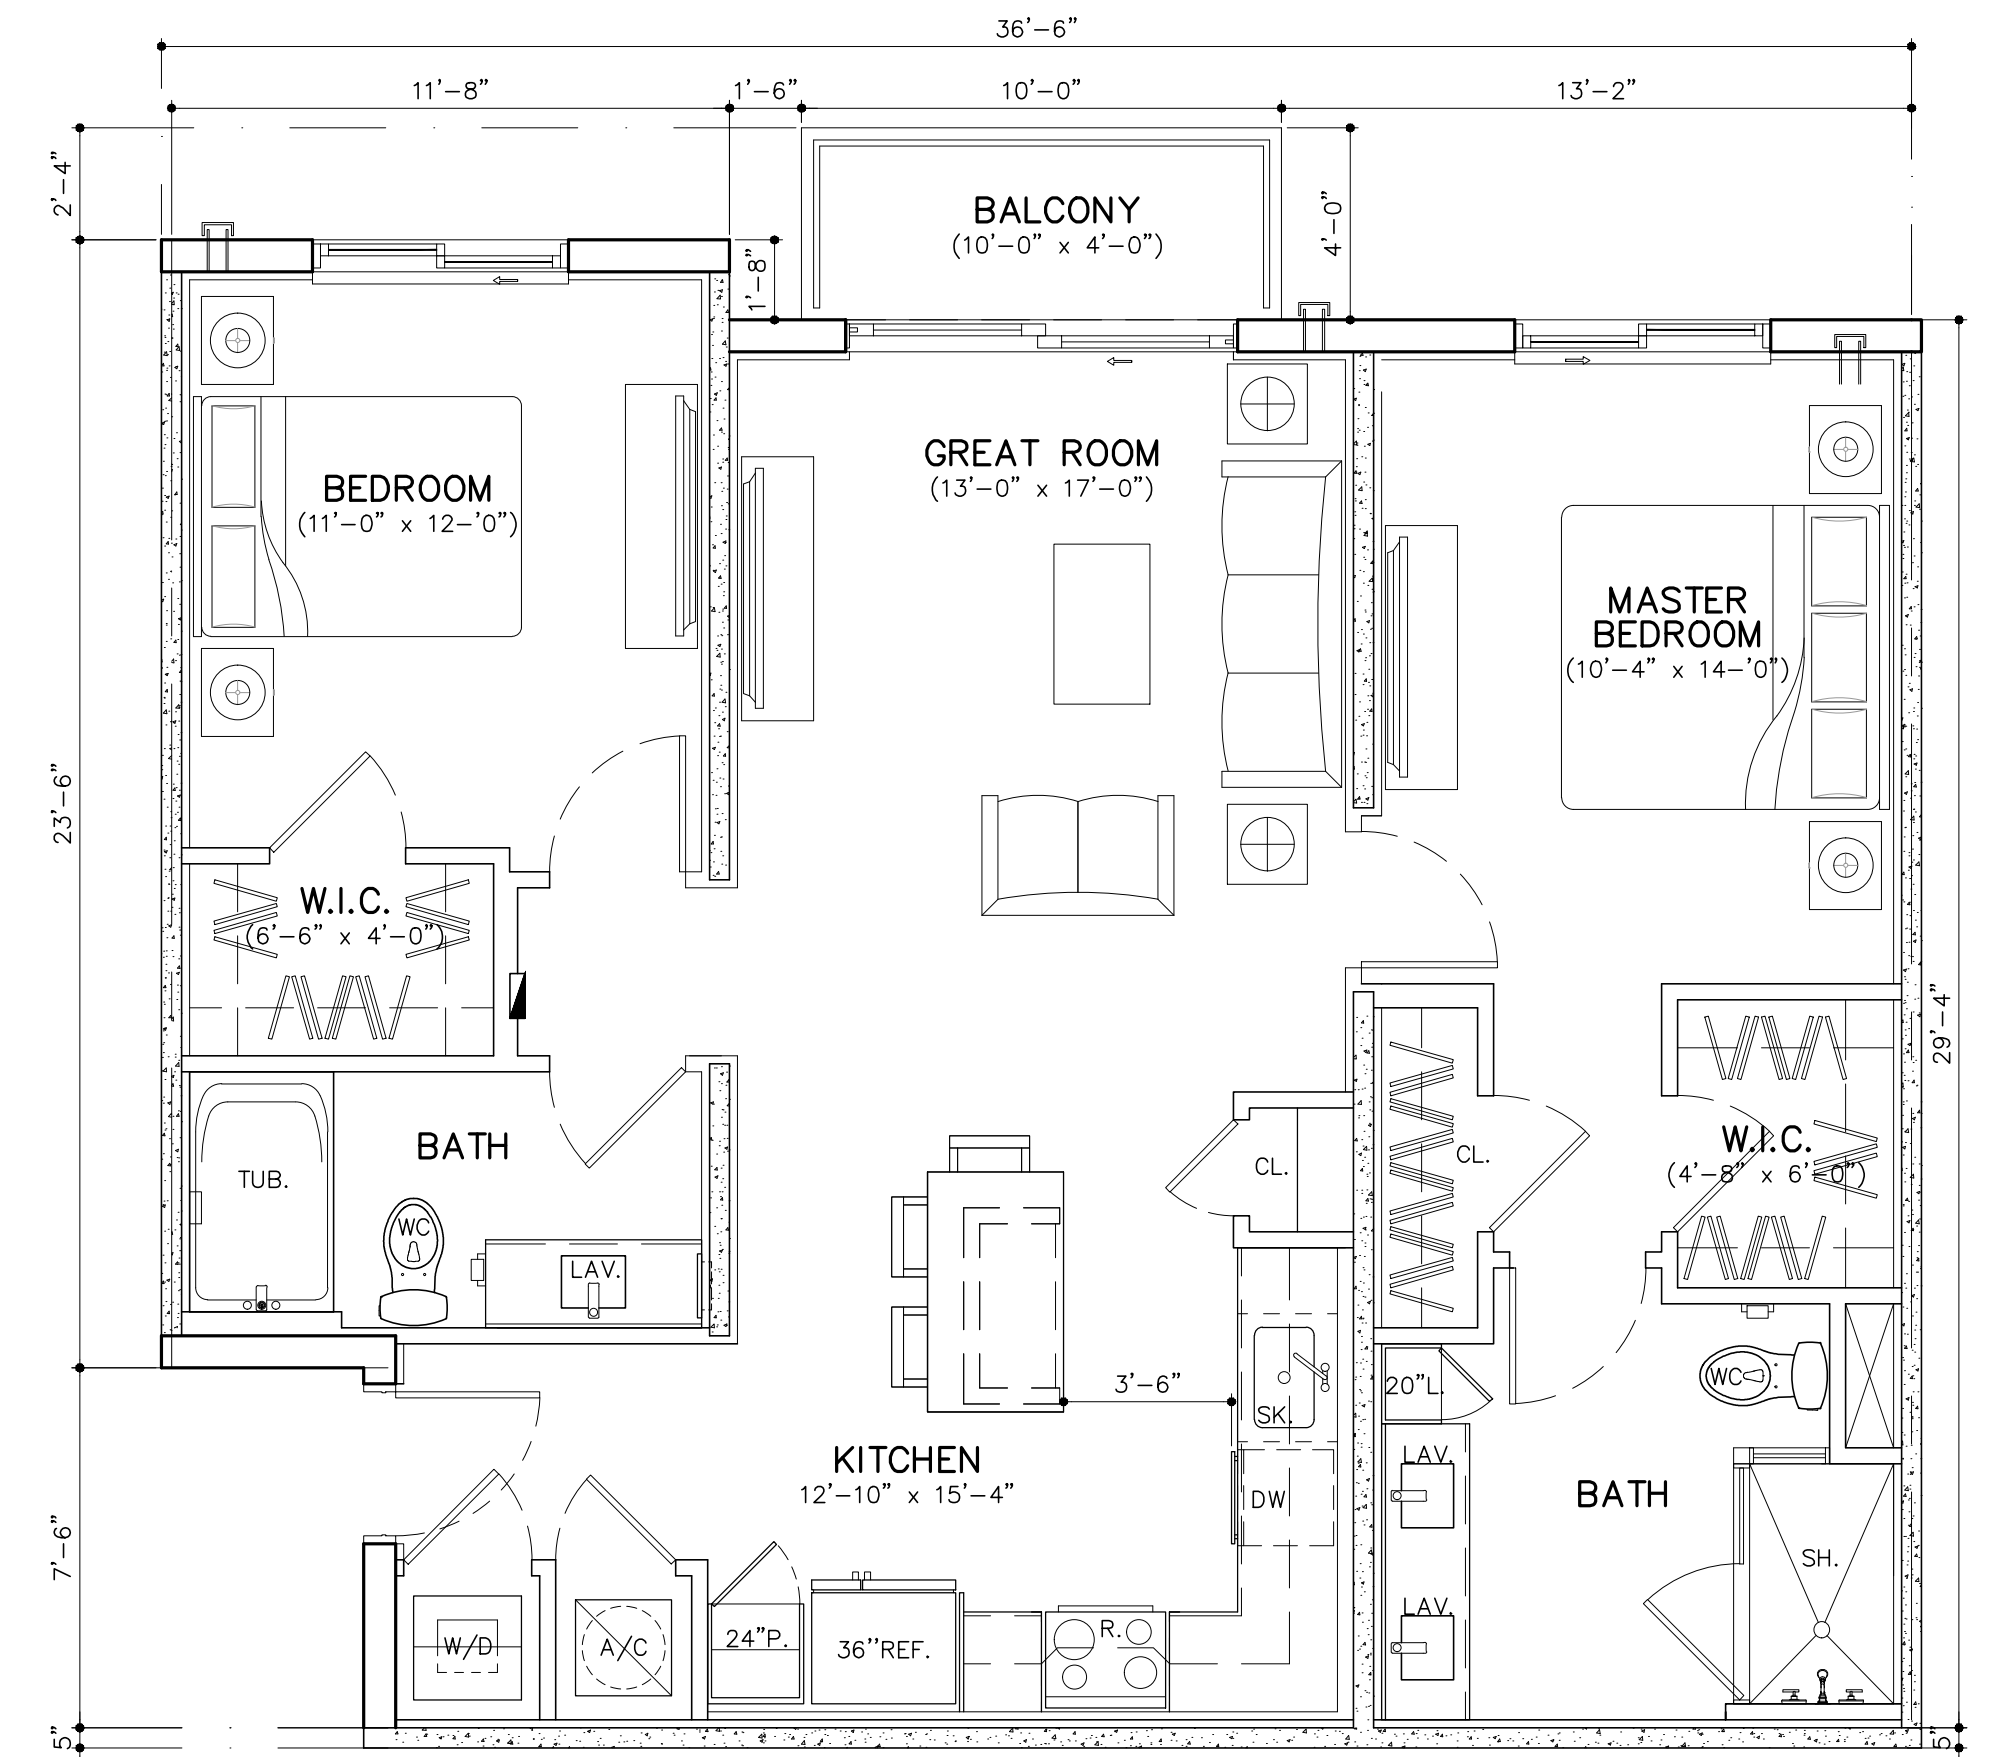 36'-6"
11'-8"
1'-6"
10'-0"
13'-2"
2'-4"
BALCONY
(10'-0" x 4'-0")
4'-0"
1'-8"
GREAT ROOM
(13'-0" x 17'-0")
BEDROOM
(11'-0" x 12-'0")
MASTER
BEDROOM
(10'-4" x 14-'0")
23'-6"
W.I.C.
(6'-6" x 4'-0")
29'-4"
BATH
TUB.
WC
LAV.
CL.
CL.
W.I.C.
(4'-8" x 6'-0")
3'-6"
SK.
20"L.
WC
KITCHEN
12'-10" x 15'-4"
DW
LAV.
BATH
7'-6"
SH.
LAV.
W/D
A/C
24"P.
36''REF.
R.
5"
5"